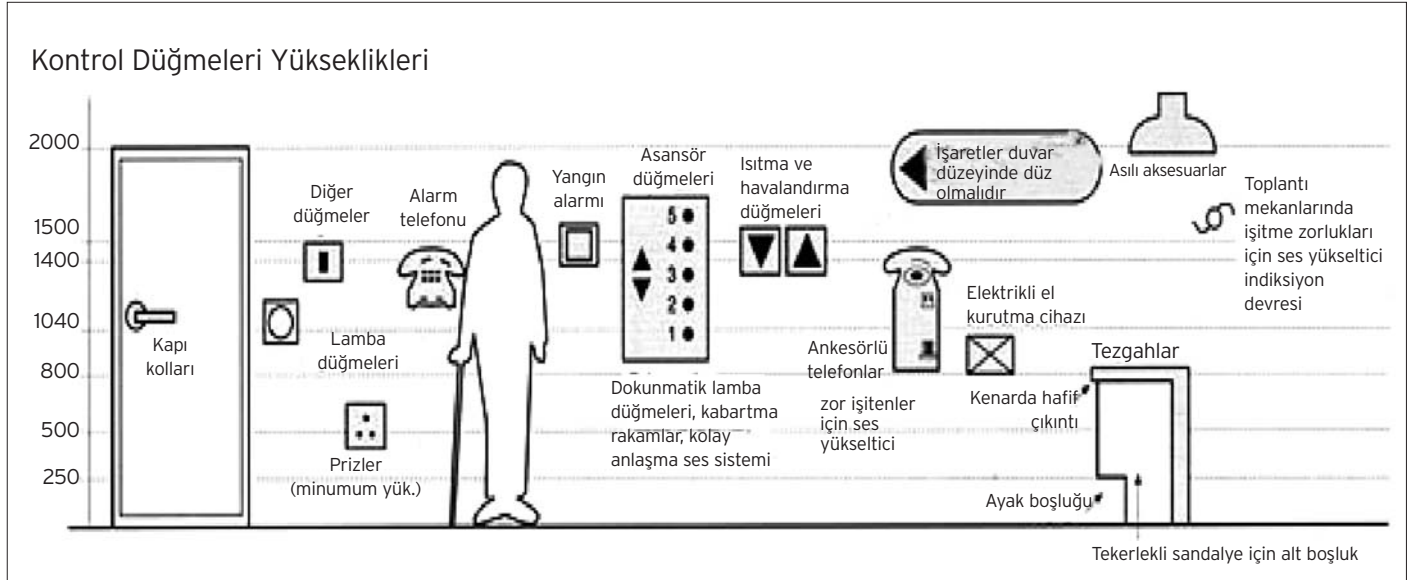 Kontrol Düğmeleri Yükseklikleri
2000
1500
1400
1040
800
500
250
Kapı
kolları
Diğer
düğmeler
Lamba
düğmeleri
Prizler
(minumum yük.)
Alarm
telefonu
Yangın
alarmı
Asansör
düğmeleri
5
4
3
2
1
Dokunmatik lamba
düğmeleri, kabartma
rakamlar, kolay
anlaşma ses sistemi
Isıtma ve
havalandırma
düğmeleri
İşaretler duvar
düzeyinde düz
olmalıdır
Ankesörlü
telefonlar
zor işitenler
için ses
yükseltici
Elektrikli el
kurutma cihazı
Asılı aksesuarlar
Toplantı
mekanlarında
işitme zorlukları
için ses yükseltici
indiksiyon
devresi
Tezgahlar
Kenarda hafif
çıkıntı
Ayak boşluğu
Tekerlekli sandalye için alt boşluk